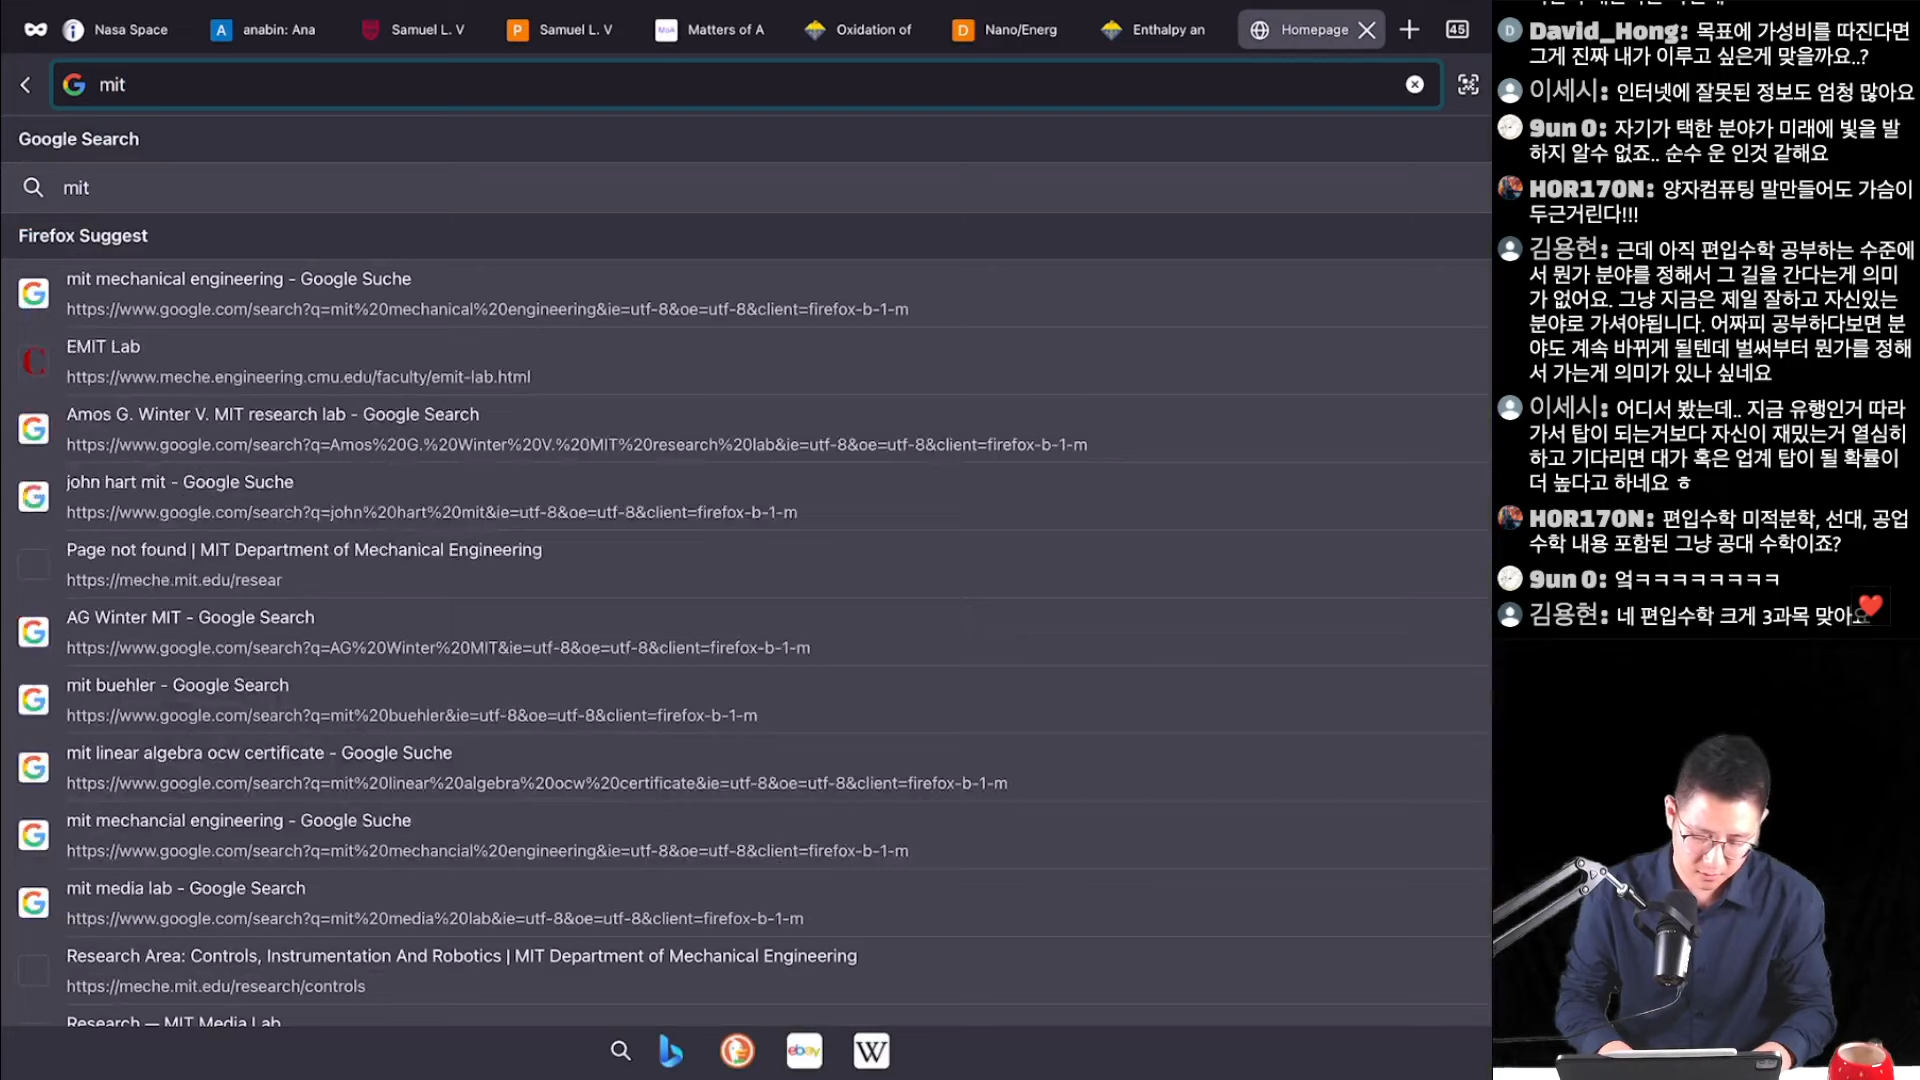 Nasa Space
A
anabin: Ana
Samuel L. V
P
Samuel L. V
MoA
Matters of A
Oxidation of
D
Nano/Energ
Enthalpy an
Homepage
45
mit
Google Search
mit
Firefox Suggest
mit mechanical engineering - Google Suche
https://www.google.com/search?q=mit%20mechanical%20engineering&ie=utf-8&oe=utf-8&client=firefox-b-1-m
EMIT Lab
https://www.meche.engineering.cmu.edu/faculty/emit-lab.html
Amos G. Winter V. MIT research lab - Google Search
https://www.google.com/search?q=Amos%20G.%20Winter%20V.%20MIT%20research%20lab&ie=utf-8&oe=utf-8&client=firefox-b-1-m
john hart mit - Google Suche
https://www.google.com/search?q=john%20hart%20mit&ie=utf-8&oe=utf-8&client=firefox-b-1-m
Page not found | MIT Department of Mechanical Engineering
https://meche.mit.edu/resear
AG Winter MIT - Google Search
https://www.google.com/search?q=AG%20Winter%20MIT&ie=utf-8&oe=utf-8&client=firefox-b-1-m
mit buehler - Google Search
https://www.google.com/search?q=mit%20buehler&ie=utf-8&oe=utf-8&client=firefox-b-1-m
mit linear algebra ocw certificate - Google Suche
https://www.google.com/search?q=mit%20linear%20algebra%20ocw%20certificate&ie=utf-8&oe=utf-8&client=firefox-b-1-m
mit mechancial engineering - Google Suche
https://www.google.com/search?q=mit%20mechancial%20engineering&ie=utf-8&oe=utf-8&client=firefox-b-1-m
mit media lab - Google Search
https://www.google.com/search?q=mit%20media%20lab&ie=utf-8&oe=utf-8&client=firefox-b-1-m
Research Area: Controls, Instrumentation And Robotics | MIT Department of Mechanical Engineering
https://meche.mit.edu/research/controls
Research — MIT Media Lab
ebay
W
D
David_Hong: 목표에 가성비를 따진다면
그게 진짜 내가 이루고 싶은게 맞을까요..?
이세시: 인터넷에 잘못된 정보도 엄청 많아요
9un 0: 자기가 택한 분야가 미래에 빛을 발
하지 알수 없죠.. 순수 운 인것 같해요
H0R170N: 양자컴퓨팅 말만들어도 가슴이
두근거린다!!!
김용현: 근데 아직 편입수학 공부하는 수준에
서 뭔가 분야를 정해서 그 길을 간다는게 의미
가 없어요. 그냥 지금은 제일 잘하고 자신있는
분야로 가셔야됩니다. 어짜피 공부하다보면 분
야도 계속 바뀌게 될텐데 벌써부터 뭔가를 정해
서 가는게 의미가 있나 싶네요
이세시: 어디서 봤는데.. 지금 유행인거 따라
가서 탑이 되는거보다 자신이 재밌는거 열심히
하고 기다리면 대가 혹은 업계 탑이 될 확률이
더 높다고 하네요 ㅎ
H0R170N: 편입수학 미적분학, 선대, 공업
수학 내용 포함된 그냥 공대 수학이죠?
9un 0: 엌ㅋㅋㅋㅋㅋㅋㅋㅋ
김용현: 네 편입수학 크게 3과목 맞아요